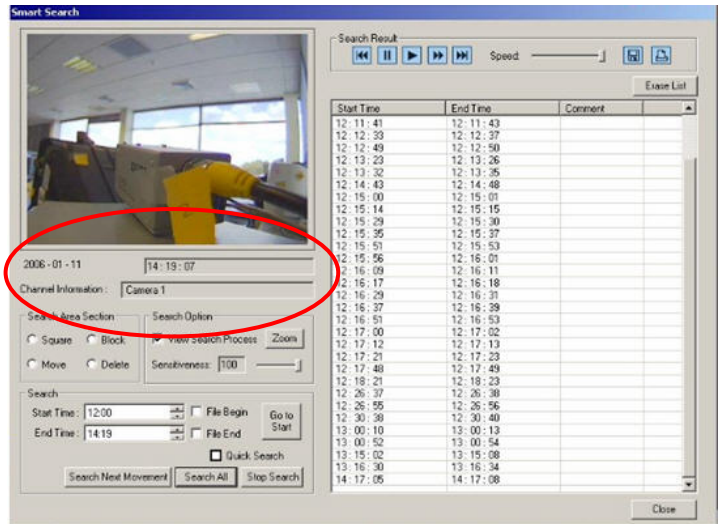 Smart Search
2006 - 01 - 11 14 : 19 : 07
Channel Information : Camera 1
Search Area Section
Square Block
Move Delete
Search Option
View Search Process Zoom
Sensitiveness: 100
Search
Start Time : 12:00 File Begin Go to Start
End Time : 14:19 File End
Quick Search
Search Next Movement Search All Stop Search
Search Result
Speed:
Erase List
Start Time End Time Comment
12 : 11 : 41 12 : 11 : 43
12 : 12 : 33 12 : 12 : 37
12 : 12 : 49 12 : 12 : 50
12 : 13 : 23 12 : 13 : 26
12 : 13 : 32 12 : 13 : 35
12 : 14 : 43 12 : 14 : 48
12 : 15 : 00 12 : 15 : 01
12 : 15 : 14 12 : 15 : 15
12 : 15 : 29 12 : 15 : 30
12 : 15 : 35 12 : 15 : 37
12 : 15 : 51 12 : 15 : 53
12 : 15 : 56 12 : 16 : 01
12 : 16 : 09 12 : 16 : 11
12 : 16 : 17 12 : 16 : 18
12 : 16 : 29 12 : 16 : 31
12 : 16 : 37 12 : 16 : 39
12 : 16 : 51 12 : 16 : 53
12 : 17 : 00 12 : 17 : 02
12 : 17 : 12 12 : 17 : 13
12 : 17 : 21 12 : 17 : 23
12 : 17 : 48 12 : 17 : 49
12 : 18 : 21 12 : 18 : 23
12 : 26 : 37 12 : 26 : 38
12 : 26 : 55 12 : 26 : 56
12 : 30 : 38 12 : 30 : 40
13 : 00 : 10 13 : 00 : 13
13 : 00 : 52 13 : 00 : 54
13 : 15 : 02 13 : 15 : 08
13 : 16 : 30 13 : 16 : 34
14 : 17 : 05 14 : 17 : 08
Close